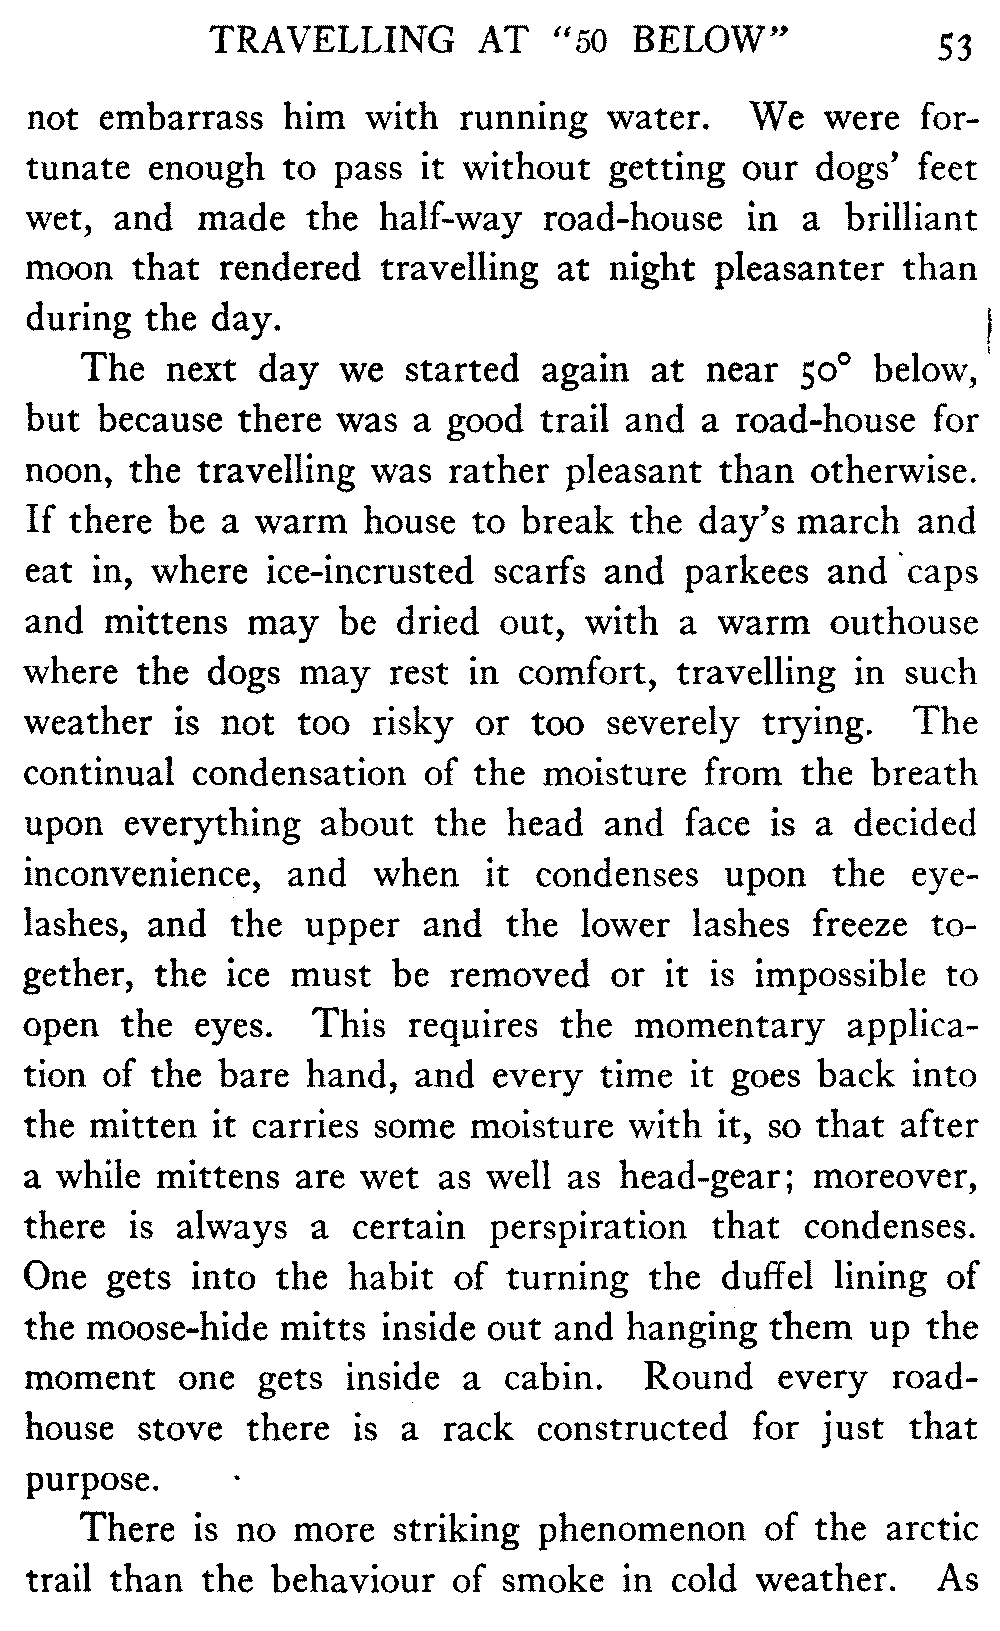 TRAVELLING AT "50 BELOW" 53
not embarrass him with running water. We were for-
tunate enough to pass it without getting our dogs' feet
wet, and made the half-way road-house in a brilliant
moon that rendered travelling at night pleasanter than
during the day.
The next day we started again at near 50° below,
but because there was a good trail and a road-house for
noon, the travelling was rather pleasant than otherwise.
If there be a warm house to break the day's march and
eat in, where ice-incrusted scarfs and parkees and caps
and mittens may be dried out, with a warm outhouse
where the dogs may rest in comfort, travelling in such
weather is not too risky or too severely trying. The
continual condensation of the moisture from the breath
upon everything about the head and face is a decided
inconvenience, and when it condenses upon the eye-
lashes, and the upper and the lower lashes freeze to-
gether, the ice must be removed or it is impossible to
open the eyes. This requires the momentary applica-
tion of the bare hand, and every time it goes back into
the mitten it carries some moisture with it, so that after
a while mittens are wet as well as head-gear; moreover,
there is always a certain perspiration that condenses.
One gets into the habit of turning the duffel lining of
the moose-hide mitts inside out and hanging them up the
moment one gets inside a cabin. Round every road-
house stove there is a rack constructed for just that
purpose.
There is no more striking phenomenon of the arctic
trail than the behaviour of smoke in cold weather. As